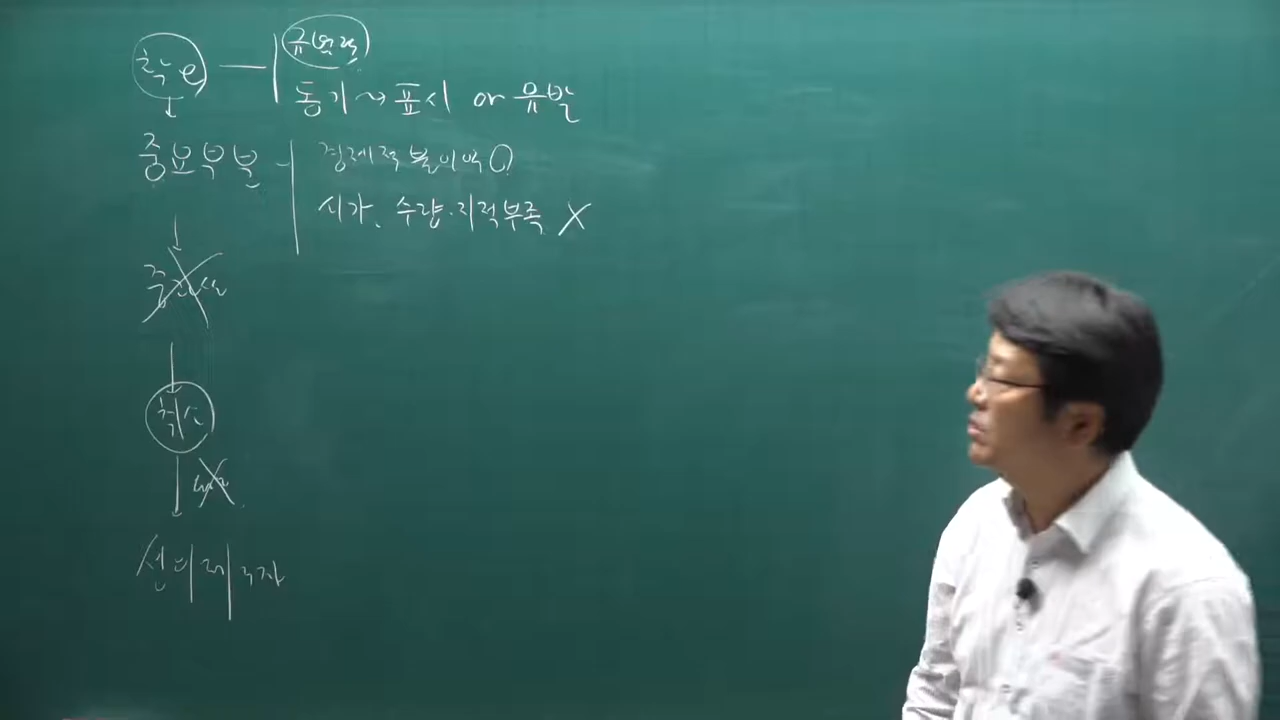 착 e
규범적
동기 → 표시 or 유발
중요부분
경제적 불이익 O
시가、수량·지적부족 X
중과실
취소
선의 제3자